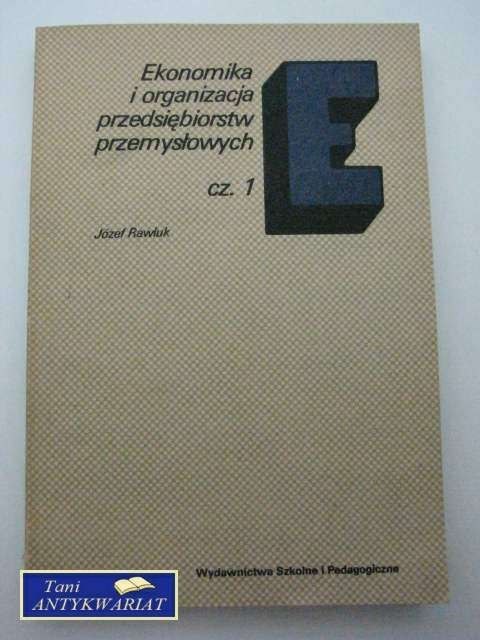 Ekonomika
i organizacja
przedsiębiorstw
przemysłowych
cz. 1
E
Józef Rawluk
Wydawnictwa Szkolne i Pedagogiczne
Tani
ANTYKWARIAT